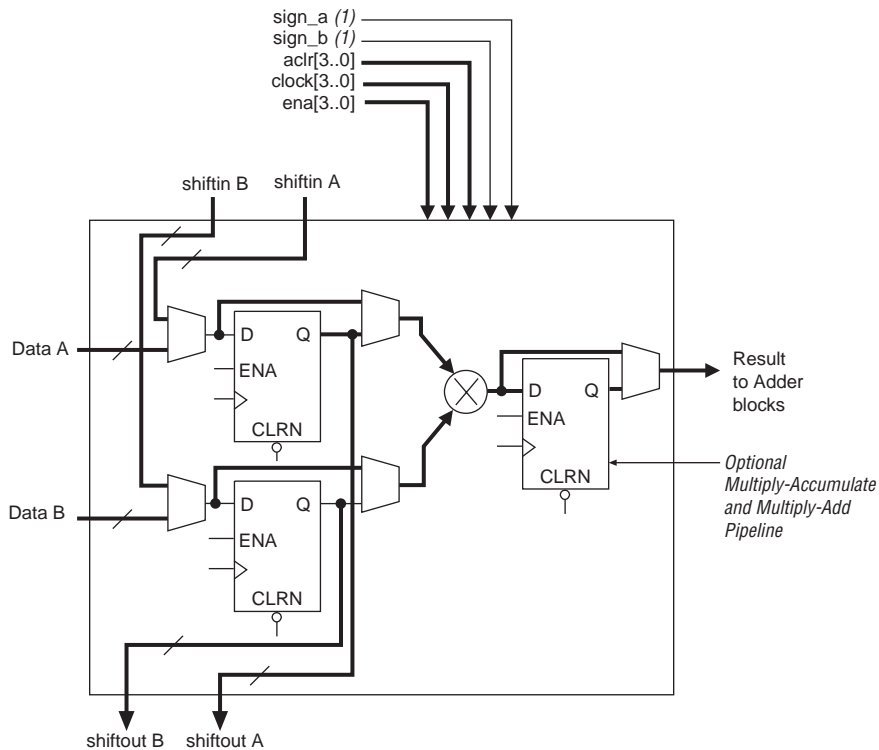 sign_a (1)
sign_b (1)
aclr[3..0]
clock[3..0]
ena[3..0]
shiftin B
shiftin A
Data A
D
Q
ENA
CLRN
Data B
D
Q
ENA
CLRN
D
Q
ENA
CLRN
Result
to Adder
blocks
Optional
Multiply-Accumulate
and Multiply-Add
Pipeline
shiftout B
shiftout A